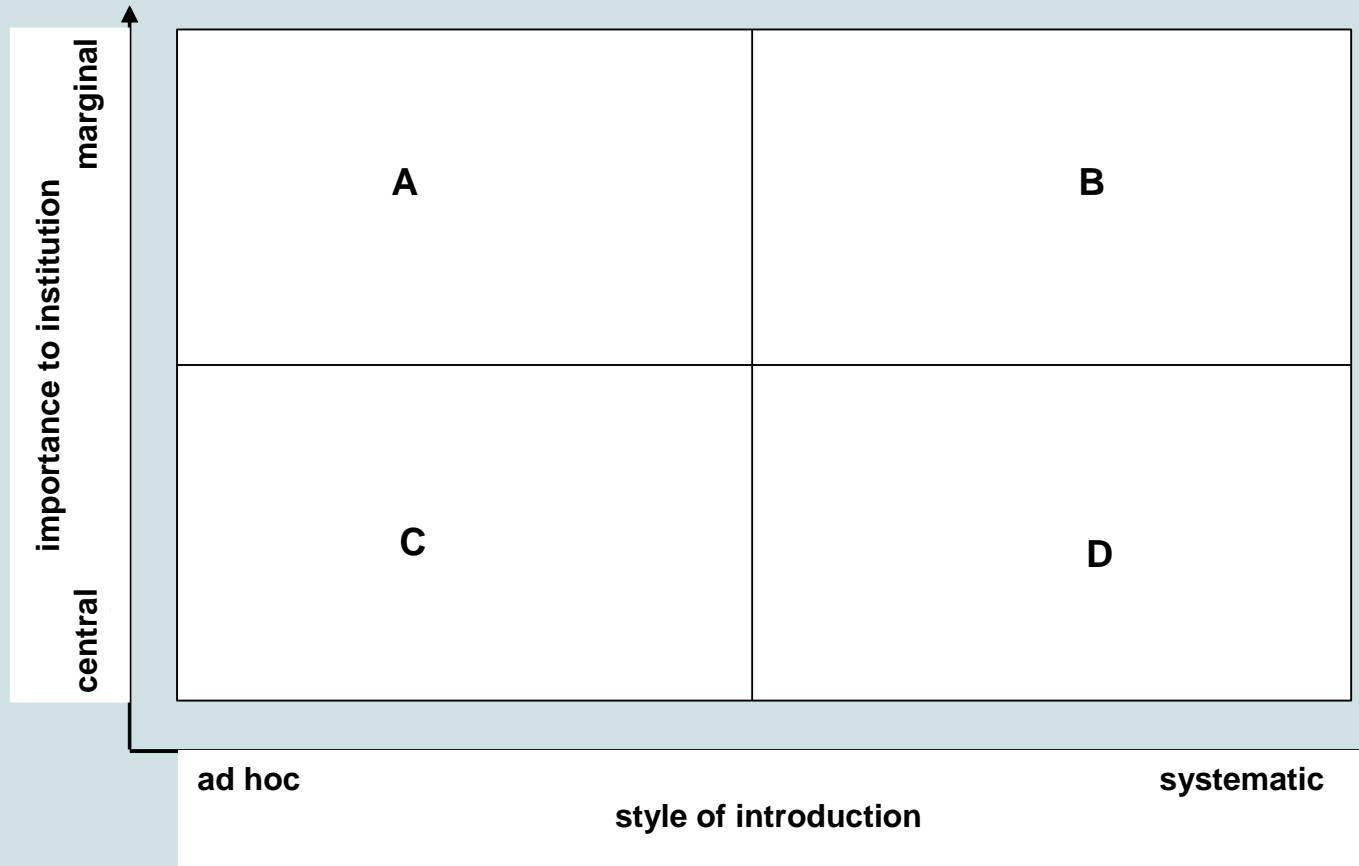 marginal
importance to institution
central
A
B
C
D
ad hoc
systematic
style of introduction